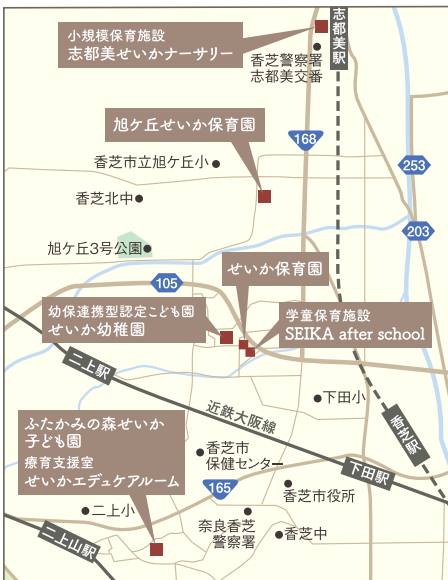 小規模保育施設
志都美せいかナーサリー
志都美駅
香芝警察署
志都美交番
旭ケ丘せいか保育園
168
香芝市立旭ケ丘小
253
香芝北中
203
旭ケ丘3号公園
せいか保育園
105
幼保連携型認定こども園
せいか幼稚園
学童保育施設
SEIKA after school
二上駅
近鉄大阪線
下田小
香芝駅
ふたかみの森せいか
子ども園
療育支援室
せいかエデュケアルーム
香芝市
保健センター
下田駅
165
香芝市役所
二上小
奈良香芝
警察署
香芝中
二上山駅